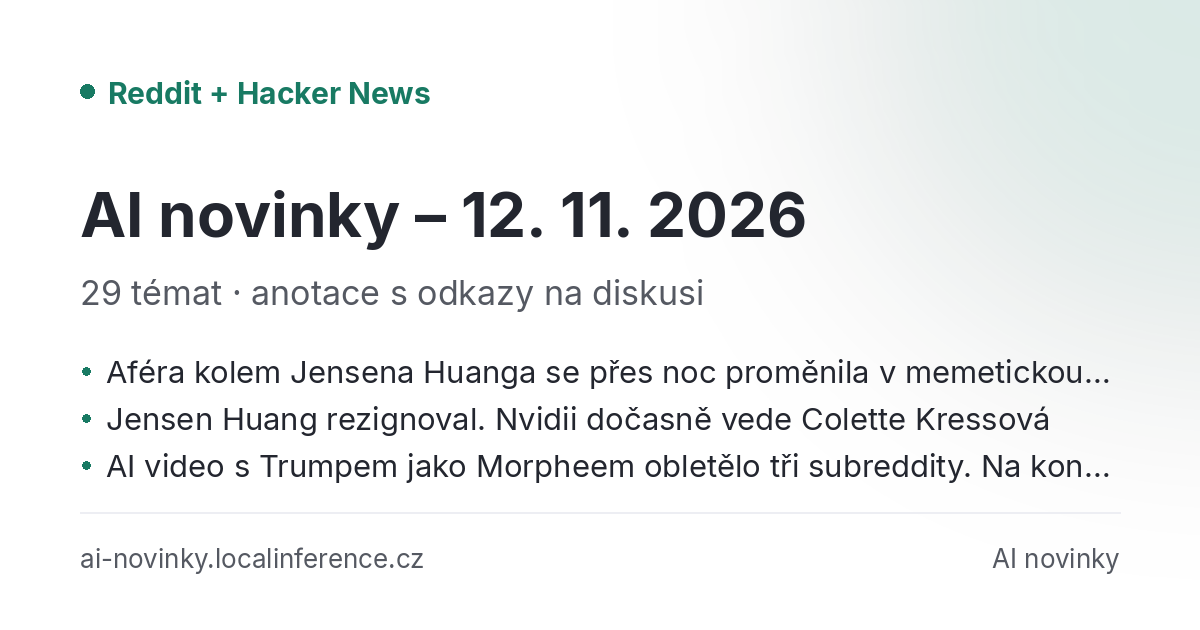 Reddit + Hacker News
AI novinky – 12. 11. 2026
29 témat · anotace s odkazy na diskusi
• Aféra kolem Jensena Huanga se přes noc proměnila v memetickou…
• Jensen Huang rezignoval. Nvidii dočasně vede Colette Kressová
• AI video s Trumpem jako Morpheem obletělo tři subreddity. Na kon…
ai-novinky.localinference.cz
AI novinky